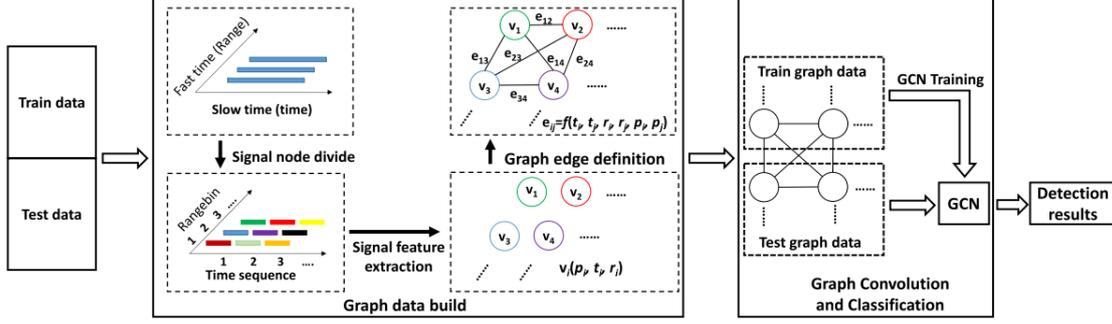 Train data
Test data
Fast time (Range)
Slow time (time)
Signal node divide
Rangebin
1 2 3 ....
1 2 3 ....
Time sequence
Signal feature
extraction
v1 v2 ......
v3 v4 ......
vi(pi, ti, ri)
Graph edge definition
v1 e12 v2 ......
e13 e23 e14 e24
v3 e34 v4 ......
eij=f(ti, tj, ri, rj, pi, pj)
Graph data build
Train graph data
......
......
Test graph data
GCN Training
GCN
Detection
results
Graph Convolution
and Classification